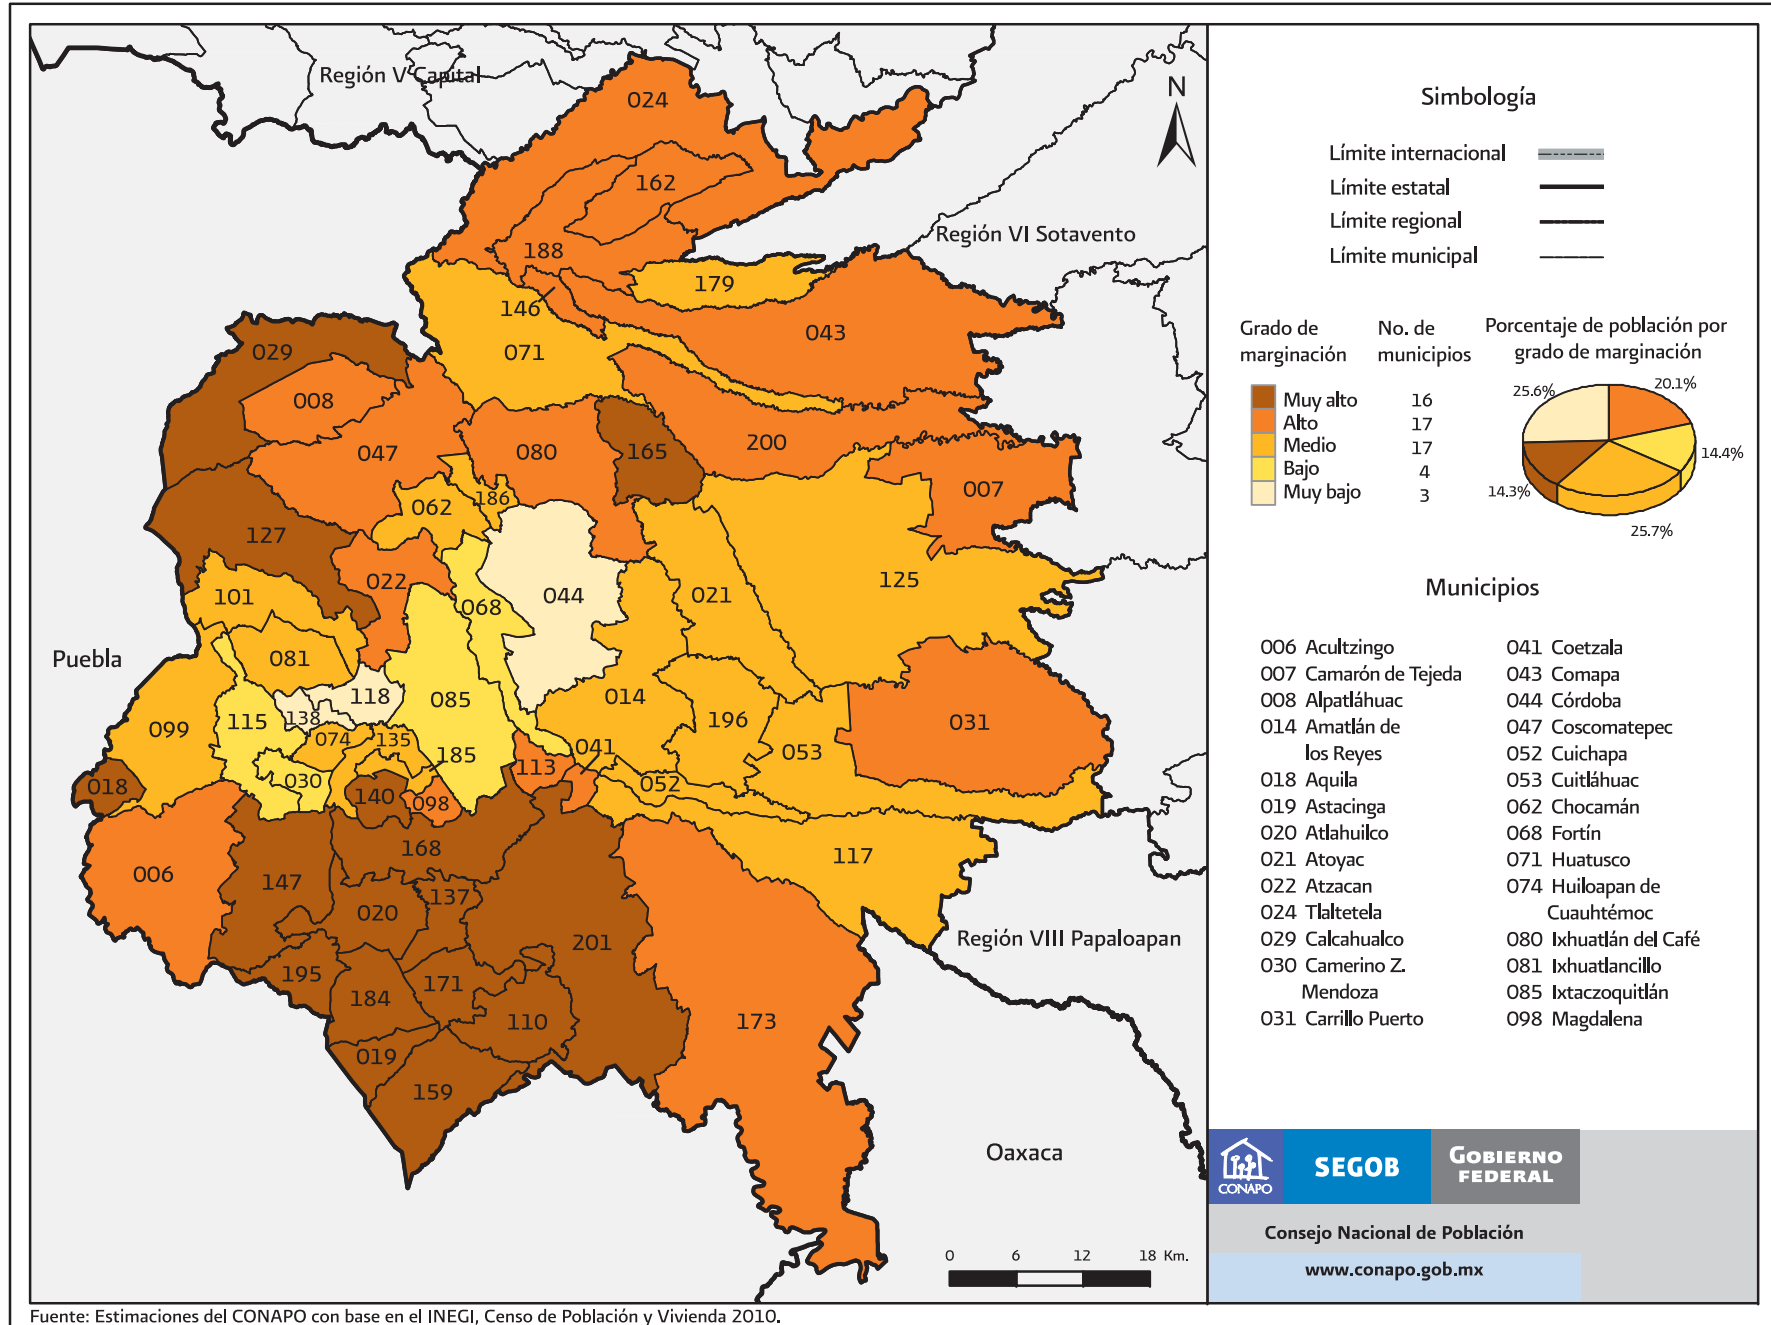 Región V Capital
024
162
188
Región VI Sotavento
179
146
043
071
029
008
047
080
165
200
007
062
186
127
022
101
068
044
021
125
Puebla
081
118
085
014
196
031
099
115
138
074
135
185
041
053
113
018
030
140
098
052
006
147
168
117
020
137
201
Región VIII Papaloapan
195
184
171
110
173
019
159
Oaxaca
N
0 6 12 18 Km.
Simbología
Límite internacional
Límite estatal
Límite regional
Límite municipal
Grado de marginación
No. de municipios
Muy alto 16
Alto 17
Medio 17
Bajo 4
Muy bajo 3
Porcentaje de población por
grado de marginación
25.6%
20.1%
14.4%
14.3%
25.7%
Municipios
006 Acultzingo
007 Camarón de Tejeda
008 Alpatláhuac
014 Amatlán de
los Reyes
018 Aquila
019 Astacinga
020 Atlahuilco
021 Atoyac
022 Atzacan
024 Tlaltetela
029 Calcahualco
030 Camerino Z.
Mendoza
031 Carrillo Puerto
041 Coetzala
043 Comapa
044 Córdoba
047 Coscomatepec
052 Cuichapa
053 Cuitláhuac
062 Chocamán
068 Fortín
071 Huatusco
074 Huiloapan de
Cuauhtémoc
080 Ixhuatlán del Café
081 Ixhuatlancillo
085 Ixtaczoquitlán
098 Magdalena
CONAPO
SEGOB
GOBIERNO
FEDERAL
Consejo Nacional de Población
www.conapo.gob.mx
Fuente: Estimaciones del CONAPO con base en el INEGI, Censo de Población y Vivienda 2010.